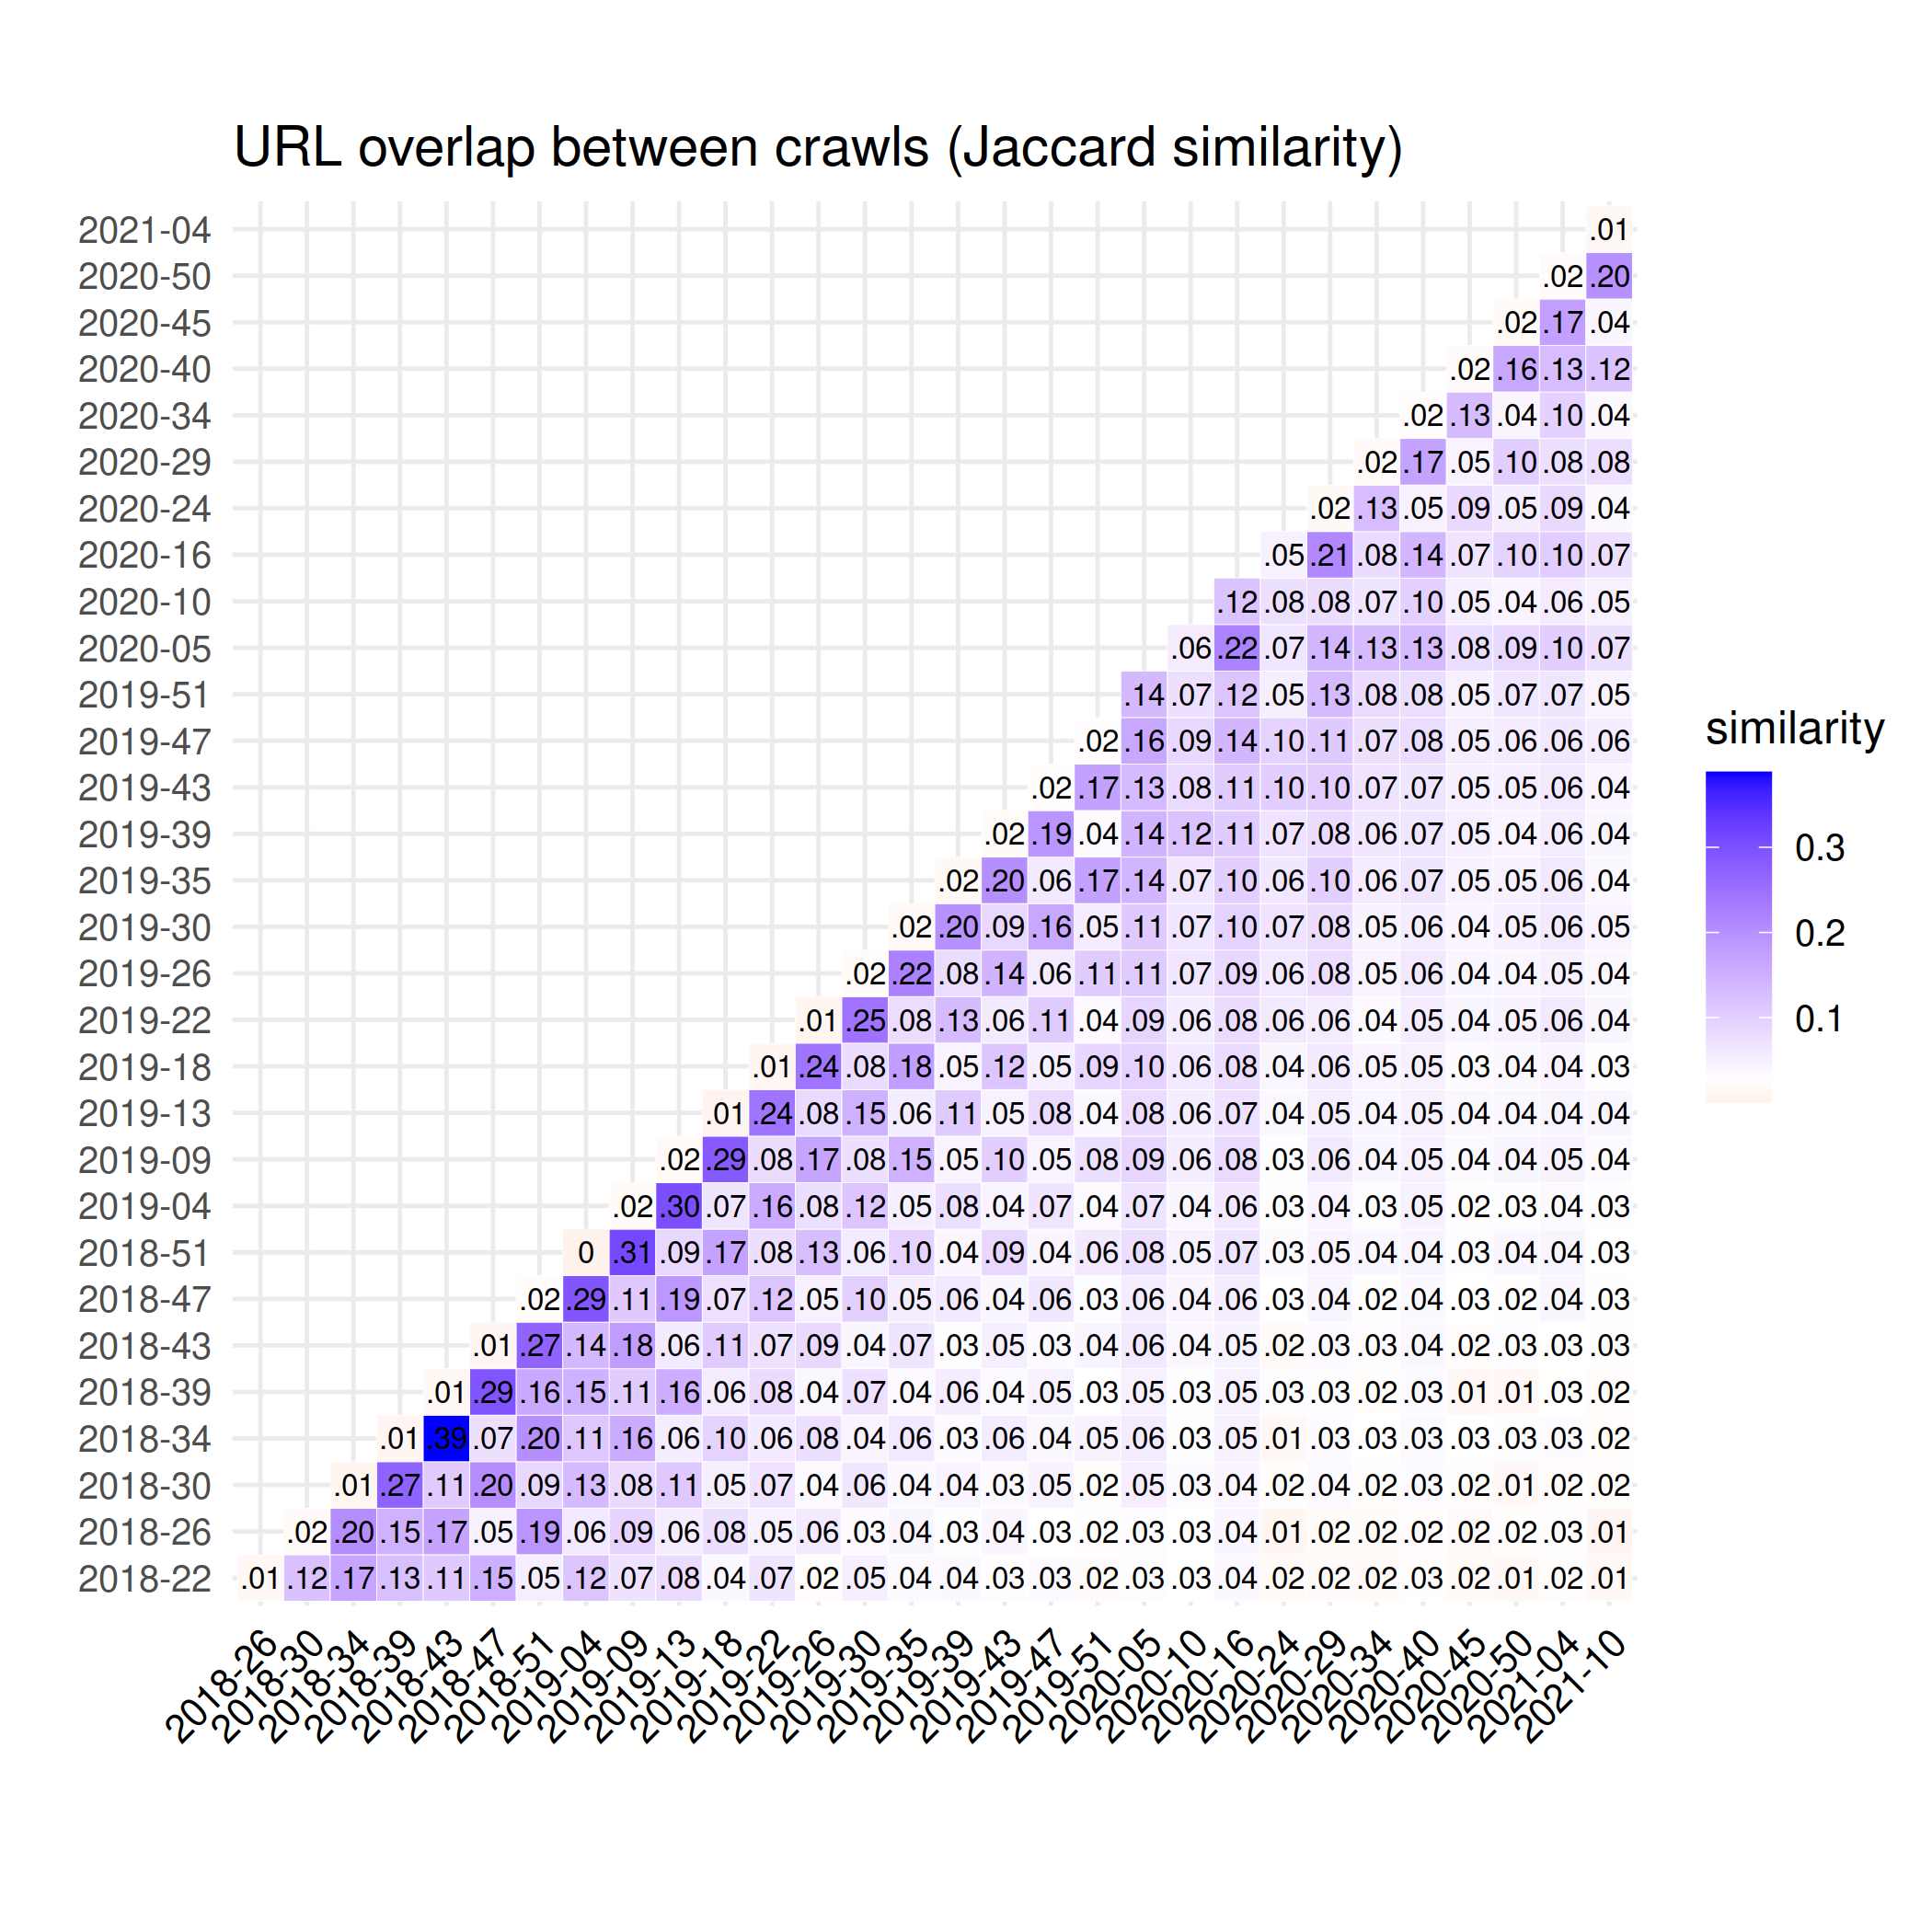 URL overlap between crawls (Jaccard similarity)
2021-04 .01
2020-50 .02 .20
2020-45 .02 .17 .04
2020-40 .02 .16 .13 .12
2020-34 .02 .13 .04 .10 .04
2020-29 .02 .17 .05 .10 .08 .08
2020-24 .02 .13 .05 .09 .05 .09 .04
2020-16 .05 .21 .08 .14 .07 .10 .10 .07
2020-10 .12 .08 .08 .07 .10 .05 .04 .06 .05
2020-05 .06 .22 .07 .14 .13 .13 .08 .09 .10 .07
2019-51 .14 .07 .12 .05 .13 .08 .08 .05 .07 .07 .05
2019-47 .02 .16 .09 .14 .10 .11 .07 .08 .05 .06 .06 .06
2019-43 .02 .17 .13 .08 .11 .10 .10 .07 .07 .05 .05 .06 .04
2019-39 .02 .19 .04 .14 .12 .11 .07 .08 .06 .07 .05 .04 .06 .04
2019-35 .02 .20 .06 .17 .14 .07 .10 .06 .10 .06 .07 .05 .05 .06 .04
2019-30 .02 .20 .09 .16 .05 .11 .07 .10 .07 .08 .05 .06 .04 .05 .06 .05
2019-26 .02 .22 .08 .14 .06 .11 .11 .07 .09 .06 .08 .05 .06 .04 .04 .05 .04
2019-22 .01 .25 .08 .13 .06 .11 .04 .09 .06 .08 .06 .06 .04 .05 .04 .05 .06 .04
2019-18 .01 .24 .08 .18 .05 .12 .05 .09 .10 .06 .08 .04 .06 .05 .05 .03 .04 .04 .03
2019-13 .01 .24 .08 .15 .06 .11 .05 .08 .04 .08 .06 .07 .04 .05 .04 .05 .04 .04 .04 .04
2019-09 .02 .29 .08 .17 .08 .15 .05 .10 .05 .08 .09 .06 .08 .03 .06 .04 .05 .04 .04 .05 .04
2019-04 .02 .30 .07 .16 .08 .12 .05 .08 .04 .07 .04 .07 .04 .06 .03 .04 .03 .05 .02 .03 .04 .03
2018-51 0 .31 .09 .17 .08 .13 .06 .10 .04 .09 .04 .06 .08 .05 .07 .03 .05 .04 .04 .03 .04 .04 .03
2018-47 .02 .29 .11 .19 .07 .12 .05 .10 .05 .06 .04 .06 .03 .06 .04 .06 .03 .04 .02 .04 .03 .02 .04 .03
2018-43 .01 .27 .14 .18 .06 .11 .07 .09 .04 .07 .03 .05 .03 .04 .06 .04 .05 .02 .03 .03 .04 .02 .03 .03 .03
2018-39 .01 .29 .16 .15 .11 .16 .06 .08 .04 .07 .04 .06 .04 .05 .03 .05 .03 .05 .03 .03 .02 .03 .01 .01 .03 .02
2018-34 .01 .39 .07 .20 .11 .16 .06 .10 .06 .08 .04 .06 .03 .06 .04 .05 .06 .03 .05 .01 .03 .03 .03 .03 .03 .03 .02
2018-30 .01 .27 .11 .20 .09 .13 .08 .11 .05 .07 .04 .06 .04 .04 .03 .05 .02 .05 .03 .04 .02 .04 .02 .03 .02 .01 .02 .02
2018-26 .02 .20 .15 .17 .05 .19 .06 .09 .06 .08 .05 .06 .03 .04 .03 .04 .03 .02 .03 .03 .04 .01 .02 .02 .02 .02 .02 .03 .01
2018-22 .01 .12 .17 .13 .11 .15 .05 .12 .07 .08 .04 .07 .02 .05 .04 .04 .03 .03 .02 .03 .03 .04 .02 .02 .02 .03 .02 .01 .02 .01
2018-26 2018-30 2018-34 2018-39 2018-43 2018-47 2018-51 2019-04 2019-09 2019-13 2019-18 2019-22 2019-26 2019-30 2019-35 2019-39 2019-43 2019-47 2019-51 2020-05 2020-10 2020-16 2020-24 2020-29 2020-34 2020-40 2020-45 2020-50 2021-04 2021-10
similarity
0.3
0.2
0.1